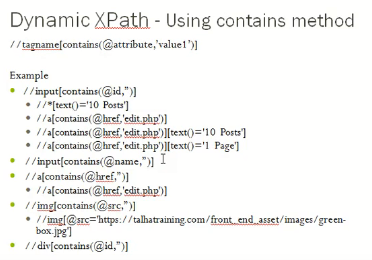 Dynamic XPath - Using contains method
//tagname[contains(@attribute,'value1')]
Example
//input[contains(@id,'')]
//*[text()='10 Posts']
//a[contains(@href,'edit.php')]
//a[contains(@href,'edit.php')][text()='10 Posts']
//a[contains(@href,'edit.php')][text()='1 Page']
//input[contains(@name,'')]
//a[contains(@href,'')]
//a[contains(@href,'edit.php')]
//img[contains(@src,'')]
//img[@src='https://talhatraining.com/front_end_asset/images/green-
box.jpg']
//div[contains(@id,'')]